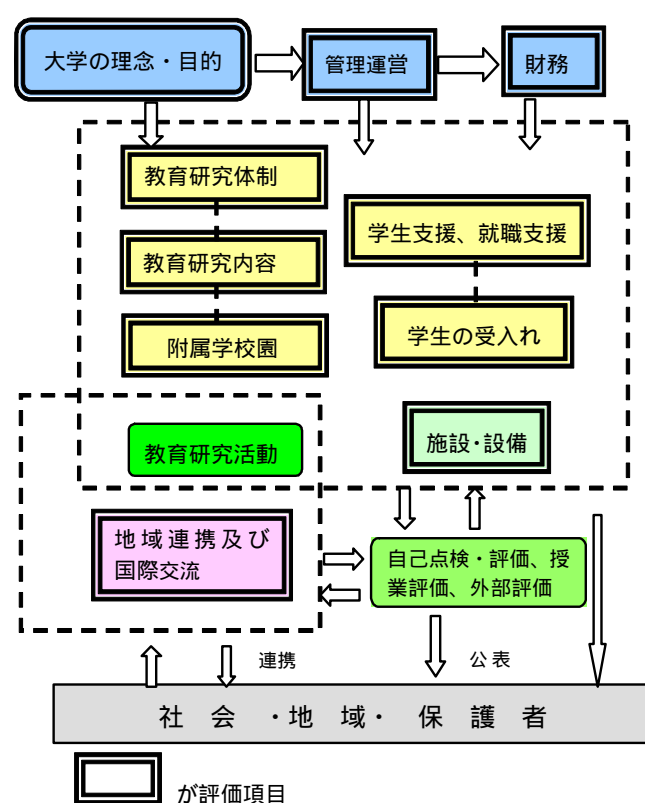 大学の理念・目的
管理運営
財務
教育研究体制
学生支援、就職支援
教育研究内容
学生の受入れ
附属学校園
施設・設備
教育研究活動
地域連携及び
国際交流
自己点検・評価、授
業評価、外部評価
連携
公表
社会・地域・保護者
が評価項目